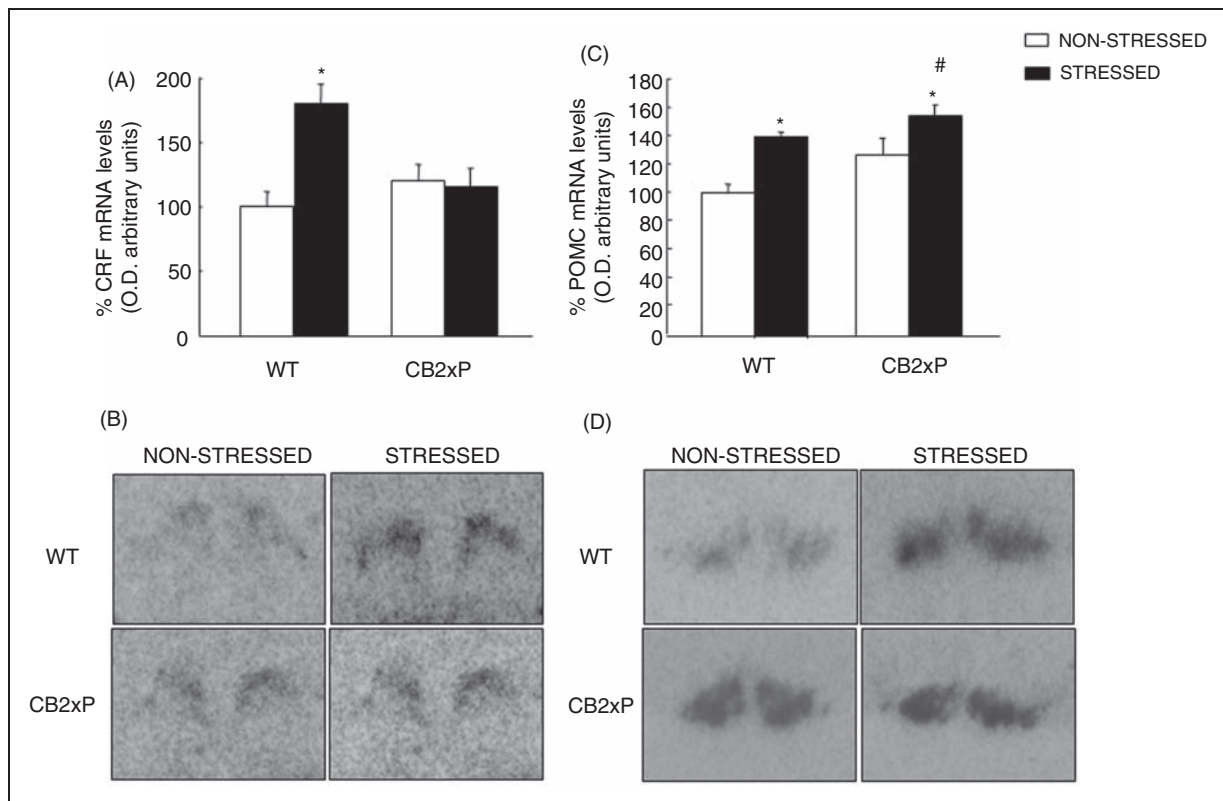 NON-STRESSED
STRESSED
(A)
*
200
150
100
50
0
% CRF mRNA levels
(O.D. arbitrary units)
WT
CB2xP
(C)
#
*
*
180
160
140
120
100
80
60
40
20
0
% POMC mRNA levels
(O.D. arbitrary units)
WT
CB2xP
(B)
NON-STRESSED
STRESSED
WT
CB2xP
(D)
NON-STRESSED
STRESSED
WT
CB2xP